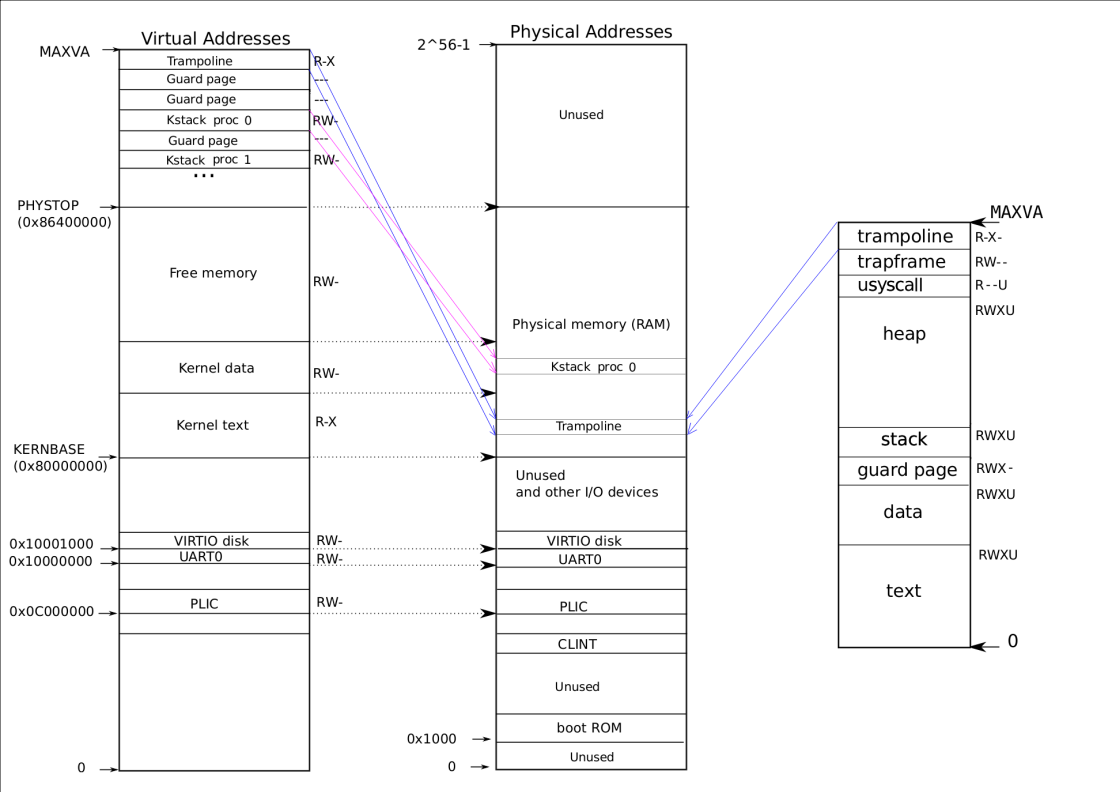 Virtual Addresses
MAXVA
Trampoline
R-X
Guard page
---
Guard page
---
Kstack proc 0
RW-
Guard page
---
Kstack proc 1
RW-
...
PHYSTOP
(0x86400000)
Free memory
RW-
Kernel data
RW-
Kernel text
R-X
KERNBASE
(0x80000000)
0x10001000
VIRTIO disk
RW-
0x10000000
UART0
RW-
0x0C000000
PLIC
RW-
0
Physical Addresses
2^56-1
Unused
Physical memory (RAM)
Kstack proc 0
Trampoline
Unused
and other I/O devices
VIRTIO disk
UART0
PLIC
CLINT
Unused
boot ROM
0x1000
Unused
0
MAXVA
trampoline
R-X-
trapframe
RW--
usyscall
R--U
RWXU
heap
stack
RWXU
guard page
RWX-
RWXU
data
RWXU
text
0